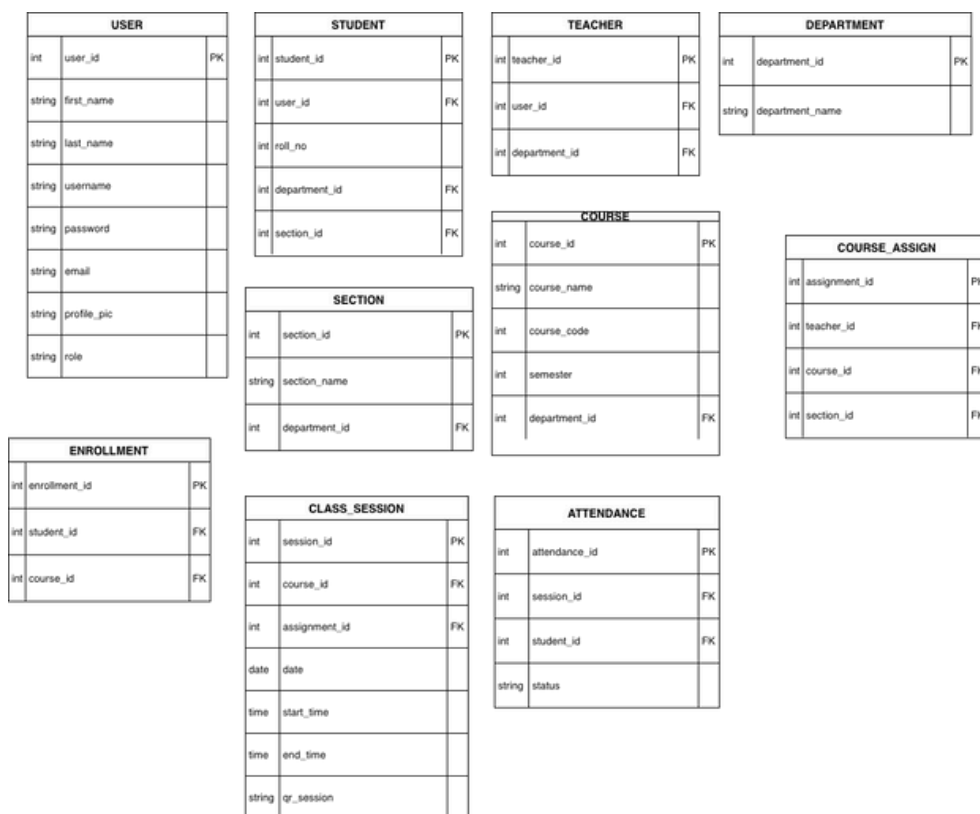 USER
int user_id PK
string first_name
string last_name
string username
string password
string email
string profile_pic
string role
STUDENT
int student_id PK
int user_id FK
int roll_no
int department_id FK
int section_id FK
TEACHER
int teacher_id PK
int user_id FK
int department_id FK
DEPARTMENT
int department_id PK
string department_name
SECTION
int section_id PK
string section_name
int department_id FK
COURSE
int course_id PK
string course_name
int course_code
int semester
int department_id FK
COURSE_ASSIGN
int assignment_id PK
int teacher_id FK
int course_id FK
int section_id FK
ENROLLMENT
int enrollment_id PK
int student_id FK
int course_id FK
CLASS_SESSION
int session_id PK
int course_id FK
int assignment_id FK
date date
time start_time
time end_time
string qr_session
ATTENDANCE
int attendance_id PK
int session_id FK
int student_id FK
string status